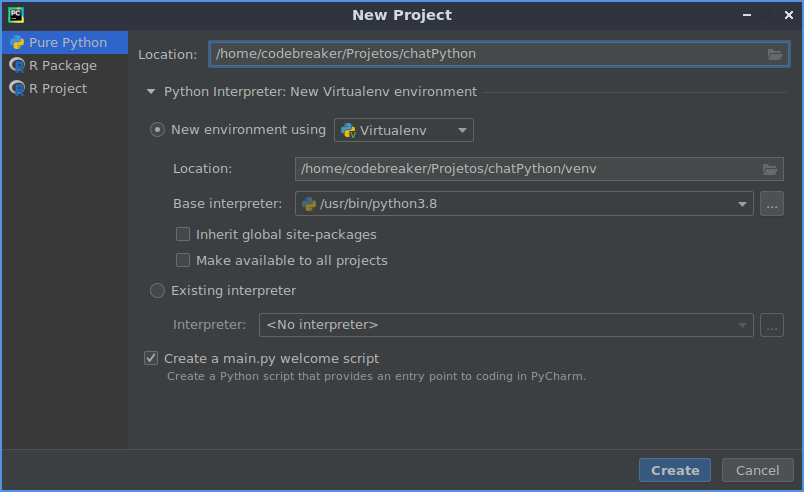 New Project
Pure Python
R Package
R Project
Location: /home/codebreaker/Projetos/chatPython
Python Interpreter: New Virtualenv environment
New environment using Virtualenv
Location: /home/codebreaker/Projetos/chatPython/venv
Base interpreter: /usr/bin/python3.8 ...
Inherit global site-packages
Make available to all projects
Existing interpreter
Interpreter: <No interpreter> ...
Create a main.py welcome script
Create a Python script that provides an entry point to coding in PyCharm.
Create Cancel